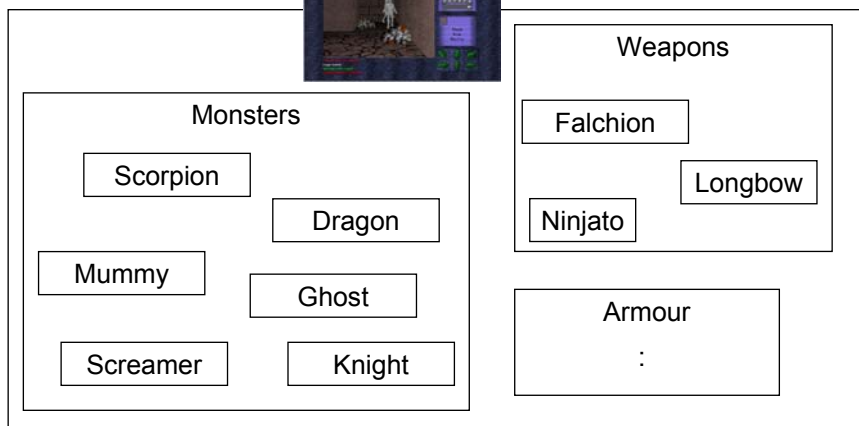 Monsters
Scorpion
Dragon
Mummy
Ghost
Screamer
Knight
Weapons
Falchion
Longbow
Ninjato
Armour
: